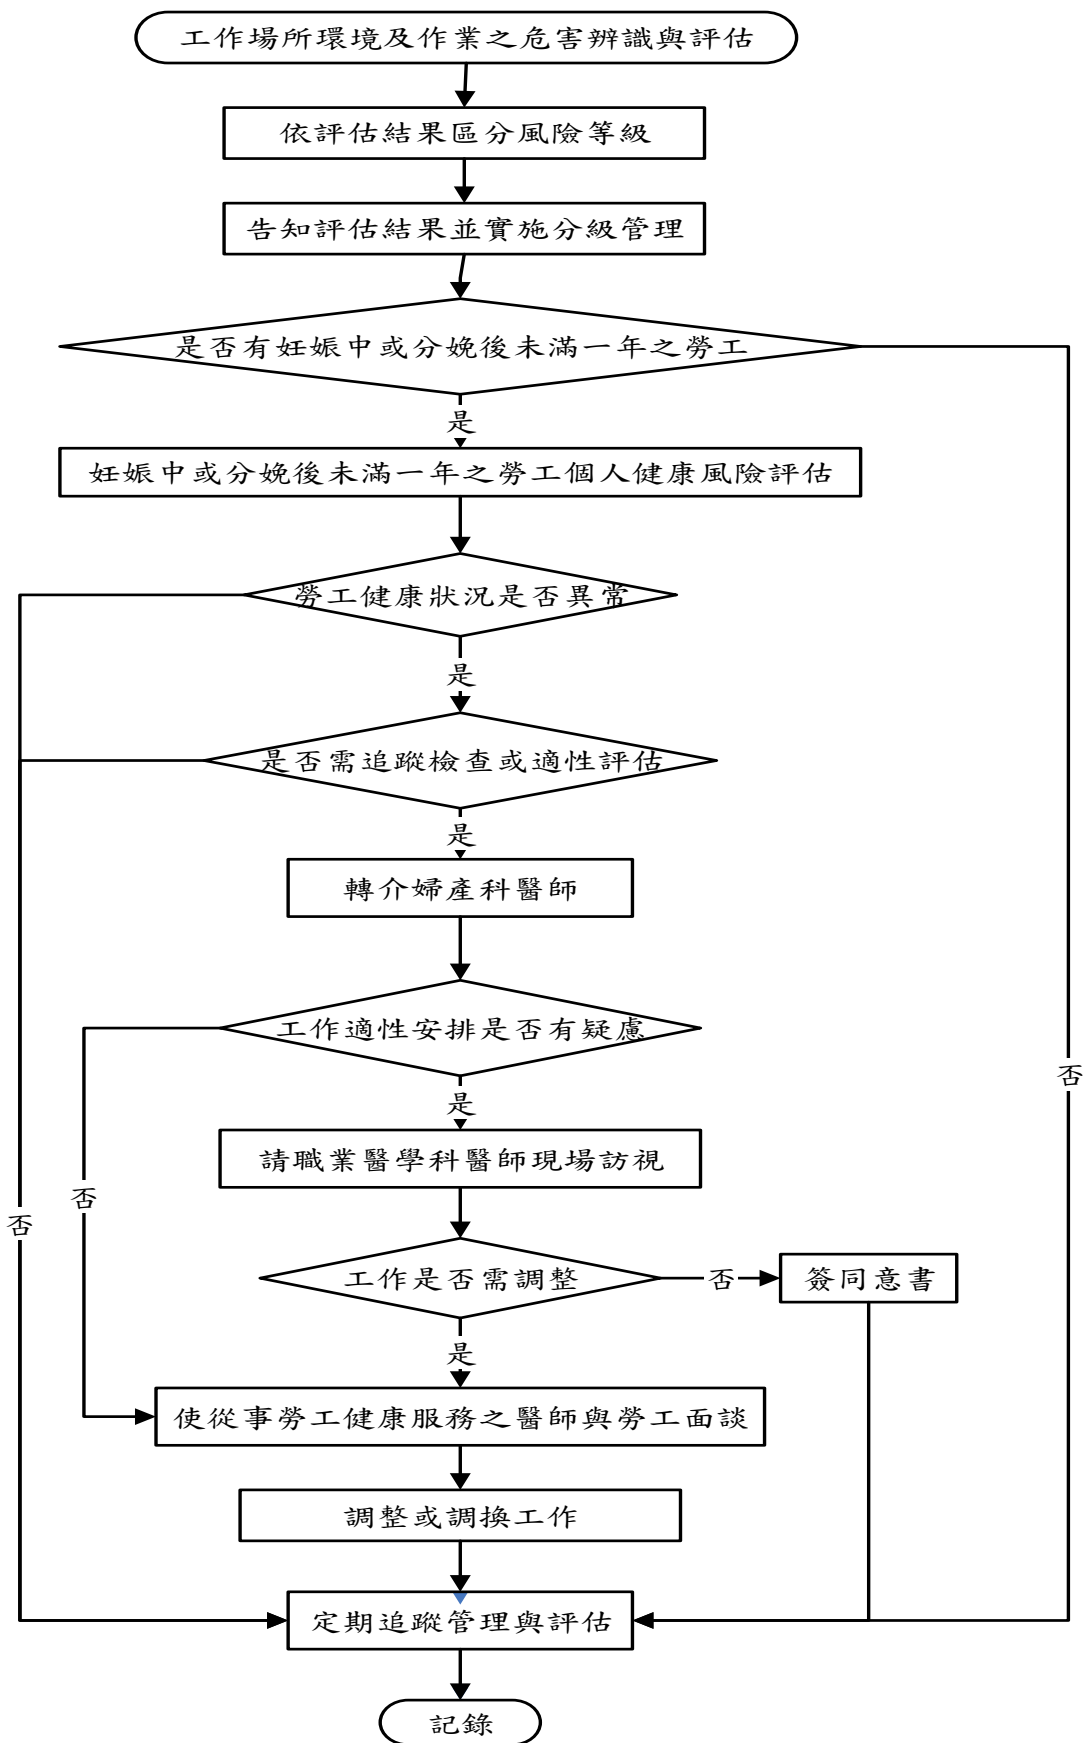 工作場所環境及作業之危害辨識與評估
依評估結果區分風險等級
告知評估結果並實施分級管理
是否有妊娠中或分娩後未滿一年之勞工
是
妊娠中或分娩後未滿一年之勞工個人健康風險評估
勞工健康狀況是否異常
是
是否需追蹤檢查或適性評估
是
轉介婦產科醫師
工作適性安排是否有疑慮
否
是
請職業醫學科醫師現場訪視
否
否
工作是否需調整
否
簽同意書
是
使從事勞工健康服務之醫師與勞工面談
調整或調換工作
定期追蹤管理與評估
記錄